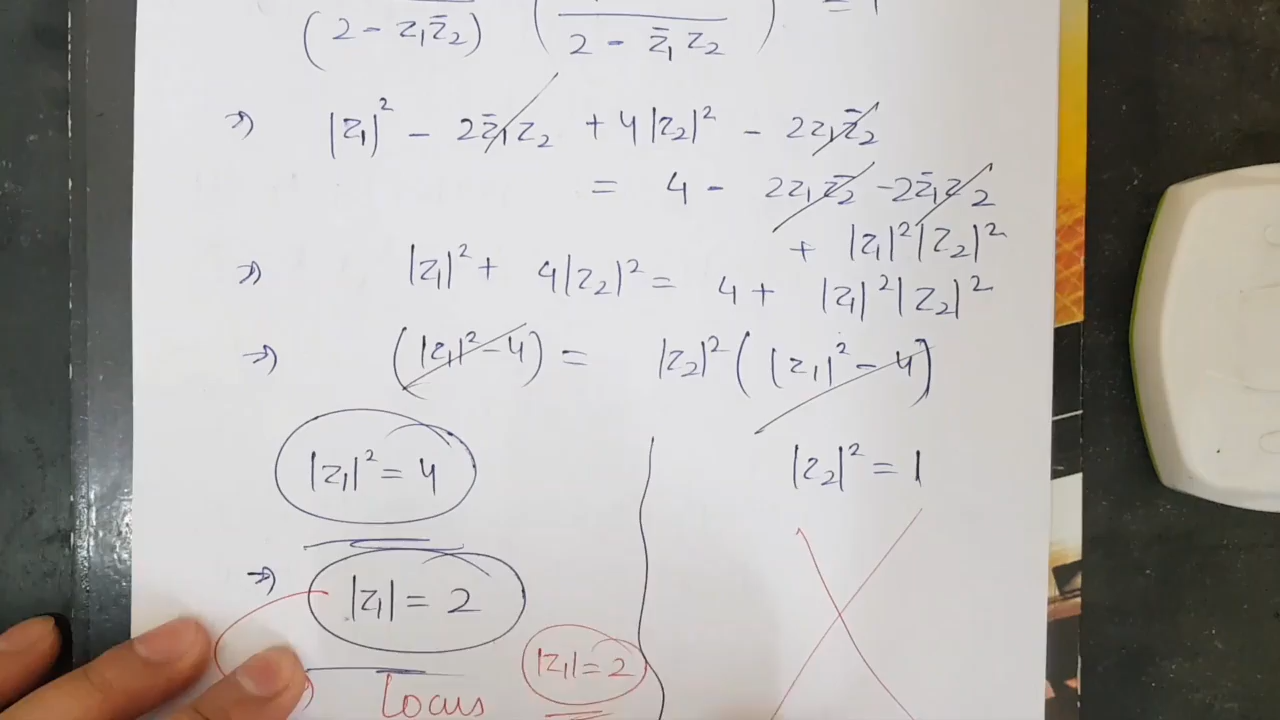 (2 - z₁z̄₂) (2 - z̄₁z₂) = 1
⇒ |z₁|² - 2z̄₁z₂ + 4|z₂|² - 2z₁z̄₂
= 4 - 2z₁z̄₂ - 2z̄₁z₂
+ |z₁|²|z₂|²
⇒ |z₁|² + 4|z₂|² = 4 + |z₁|²|z₂|²
⇒ (|z₁|² - 4) = |z₂|² (|z₁|² - 4)
|z₁|² = 4 |z₂|² = 1
⇒ |z₁| = 2
|z₁| = 2
Locus